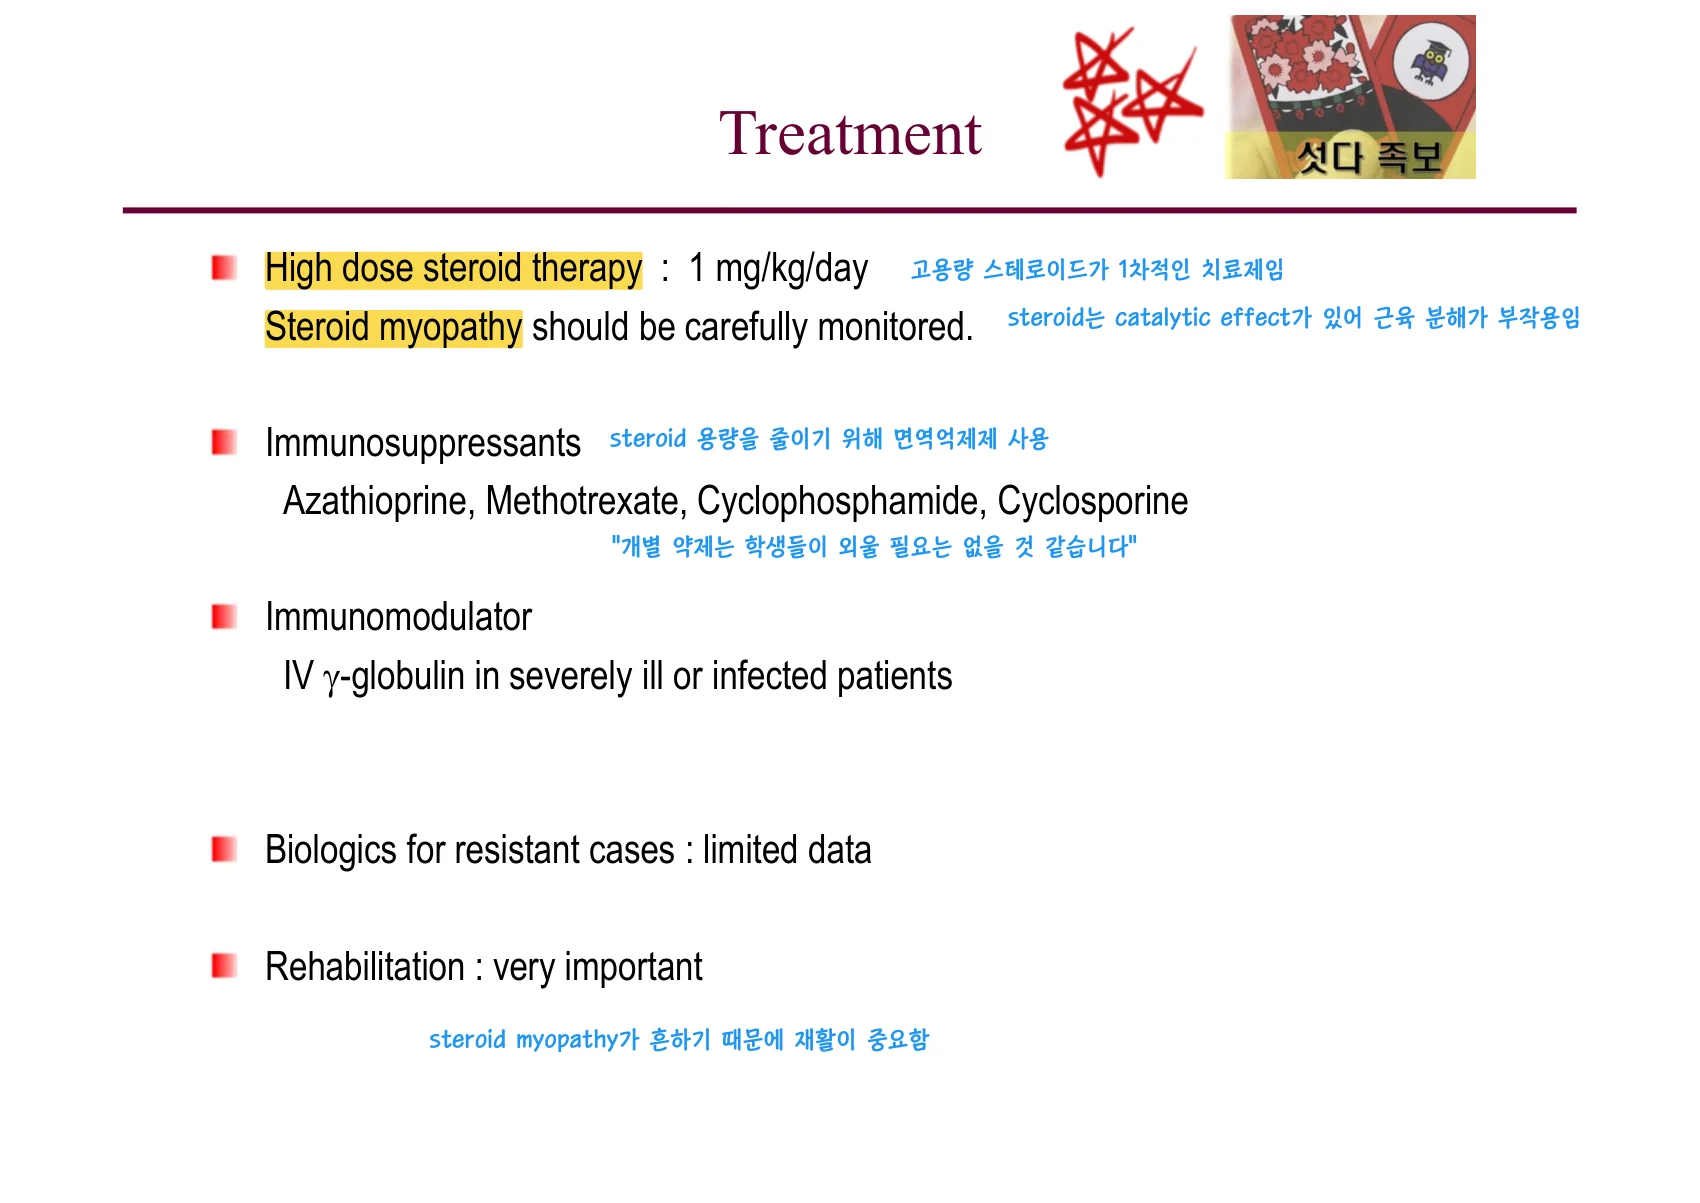 Treatment
섯다 족보
High dose steroid therapy : 1 mg/kg/day 고용량 스테로이드가 1차적인 치료제임
Steroid myopathy should be carefully monitored. steroid는 catalytic effect가 있어 근육 분해가 부작용임
Immunosuppressants steroid 용량을 줄이기 위해 면역억제제 사용
Azathioprine, Methotrexate, Cyclophosphamide, Cyclosporine
"개별 약제는 학생들이 외울 필요는 없을 것 같습니다"
Immunomodulator
IV γ-globulin in severely ill or infected patients
Biologics for resistant cases : limited data
Rehabilitation : very important
steroid myopathy가 흔하기 때문에 재활이 중요함